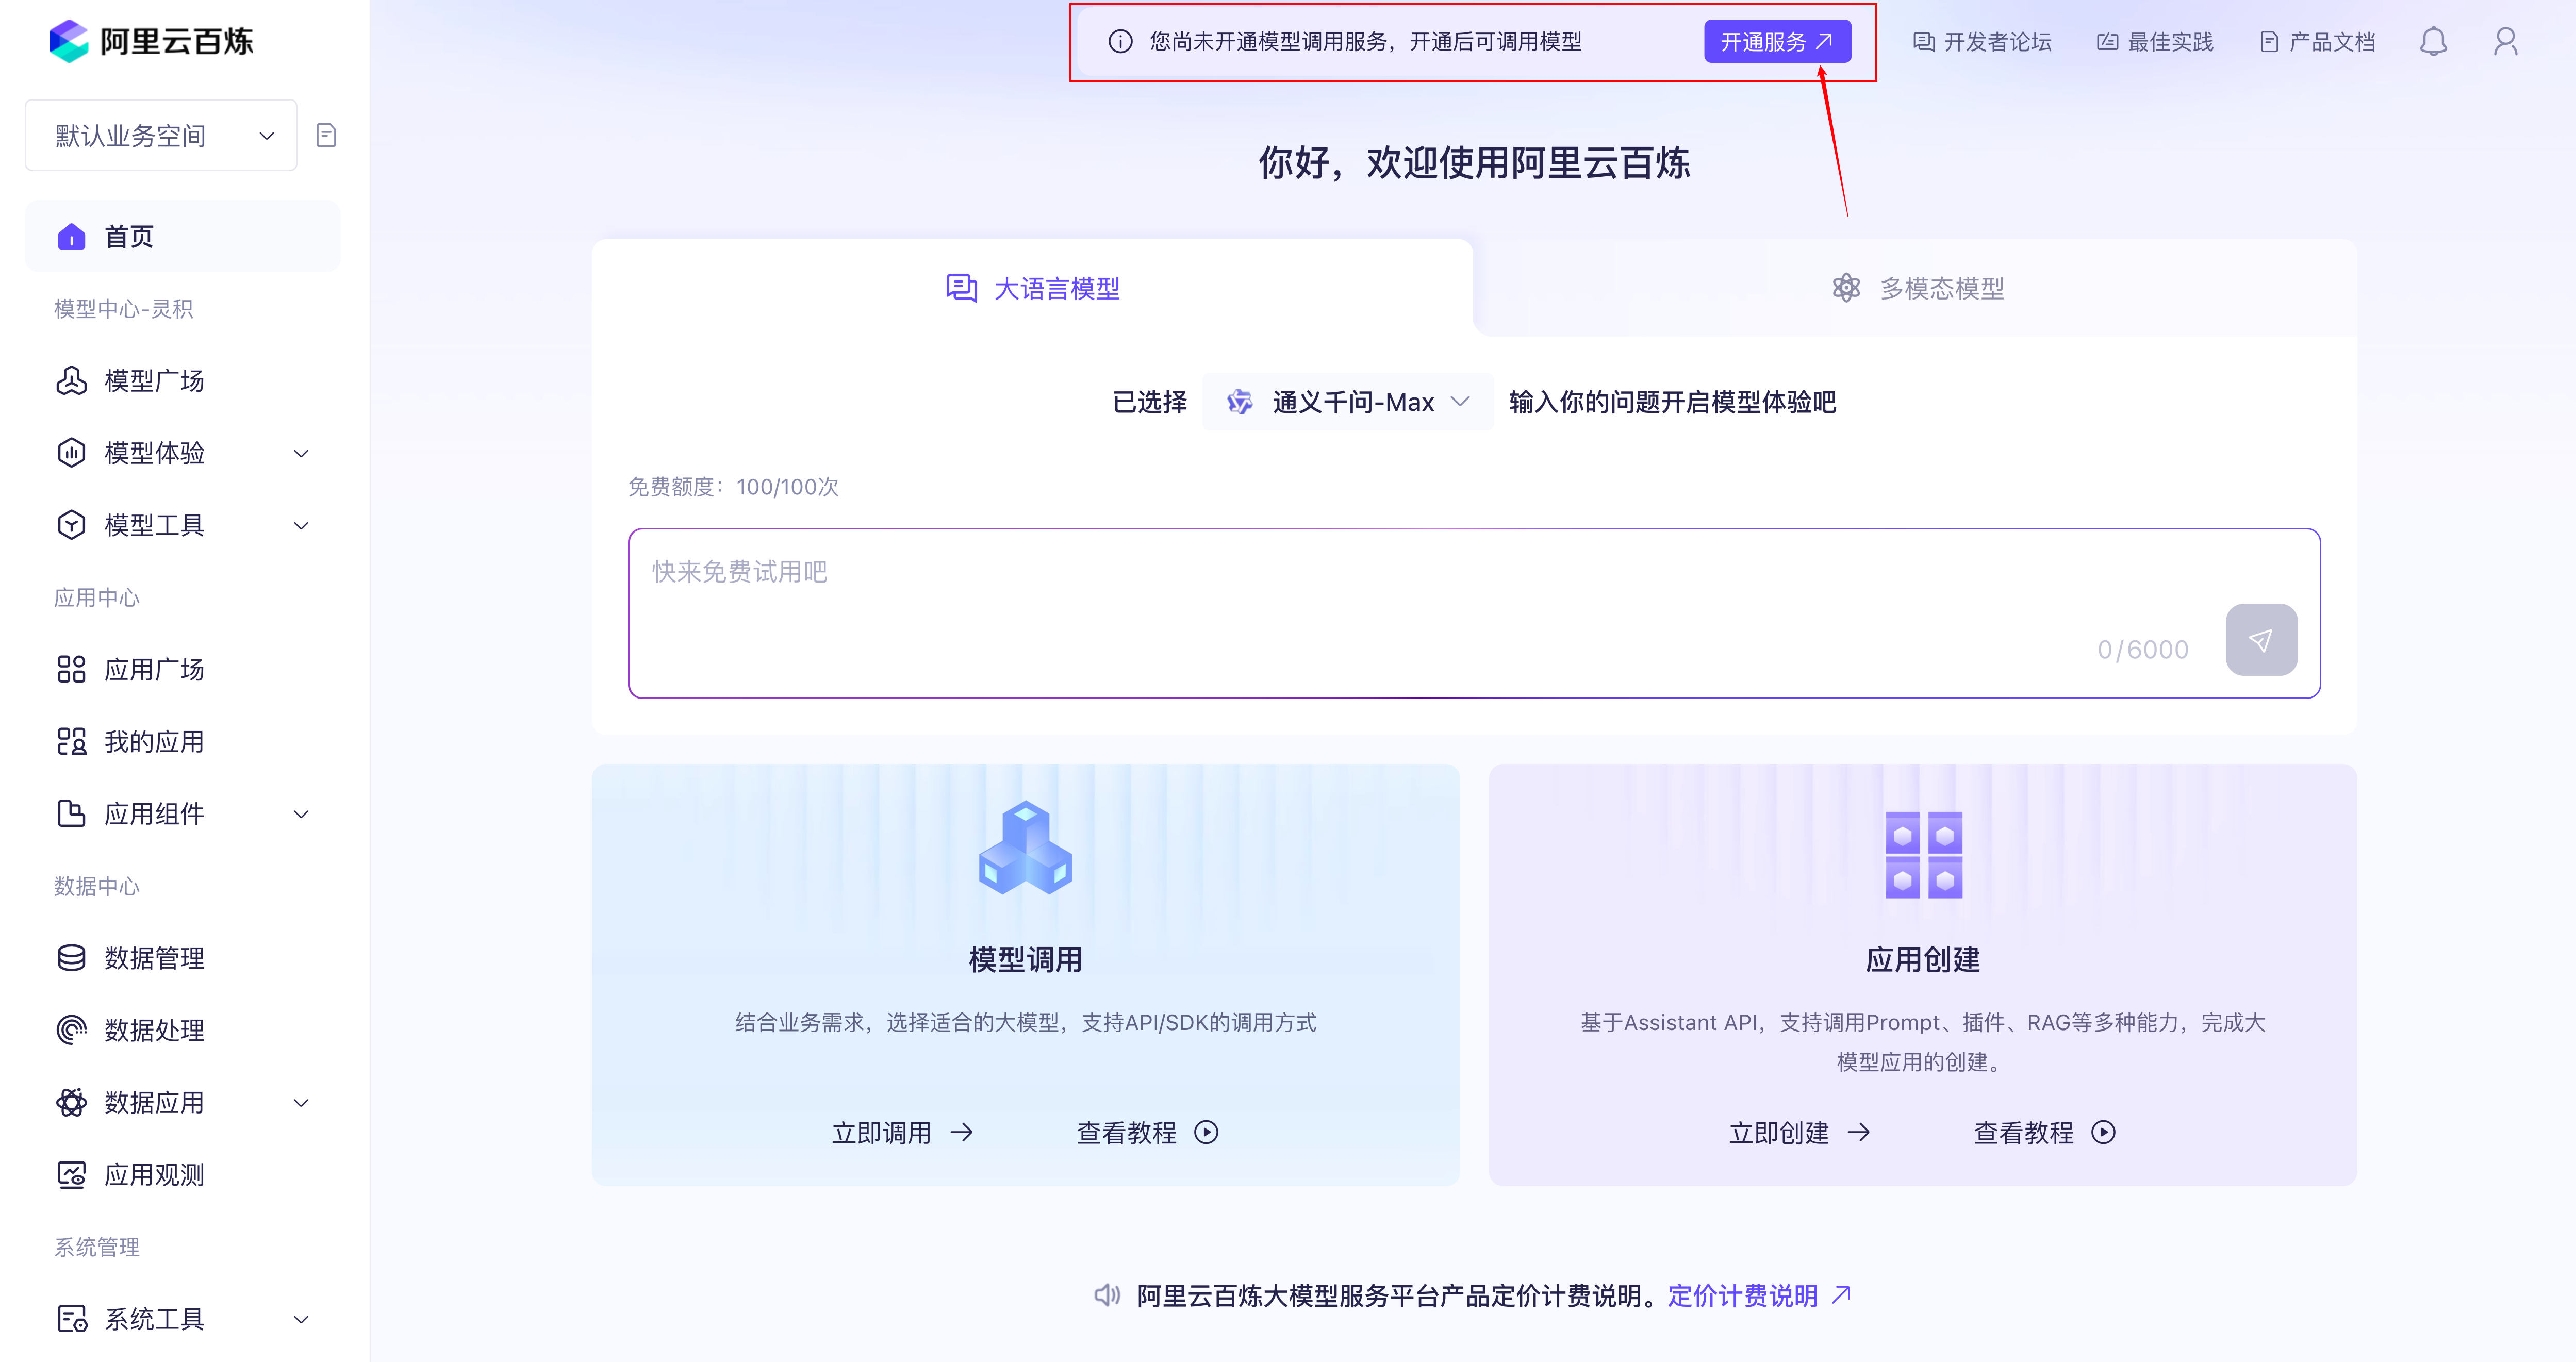 阿里云百炼
默认业务空间
首页
模型中心-灵积
模型广场
模型体验
模型工具
应用中心
应用广场
我的应用
应用组件
数据中心
数据管理
数据处理
数据应用
应用观测
系统管理
系统工具
您尚未开通模型调用服务，开通后可调用模型
开通服务
开发者论坛
最佳实践
产品文档
你好，欢迎使用阿里云百炼
大语言模型
多模态模型
已选择 通义千问-Max 输入你的问题开启模型体验吧
免费额度：100/100次
快来免费试用吧
0/6000
模型调用
结合业务需求，选择适合的大模型，支持API/SDK的调用方式
立即调用
查看教程
应用创建
基于Assistant API，支持调用Prompt、插件、RAG等多种能力，完成大
模型应用的创建。
立即创建
查看教程
阿里云百炼大模型服务平台产品定价计费说明。定价计费说明